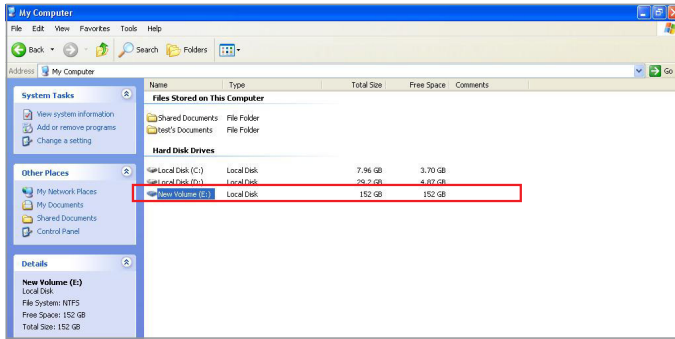 My Computer
File Edit View Favorites Tools Help
Back Search Folders
Address My Computer Go
System Tasks
View system information
Add or remove programs
Change a setting
Other Places
My Network Places
My Documents
Shared Documents
Control Panel
Details
New Volume (E:)
Local Disk
File System: NTFS
Free Space: 152 GB
Total Size: 152 GB
Name Type Total Size Free Space Comments
Files Stored on This Computer
Shared Documents File Folder
test's Documents File Folder
Hard Disk Drives
Local Disk (C:) Local Disk 7.96 GB 3.70 GB
Local Disk (D:) Local Disk 29.2 GB 4.87 GB
New Volume (E:) Local Disk 152 GB 152 GB